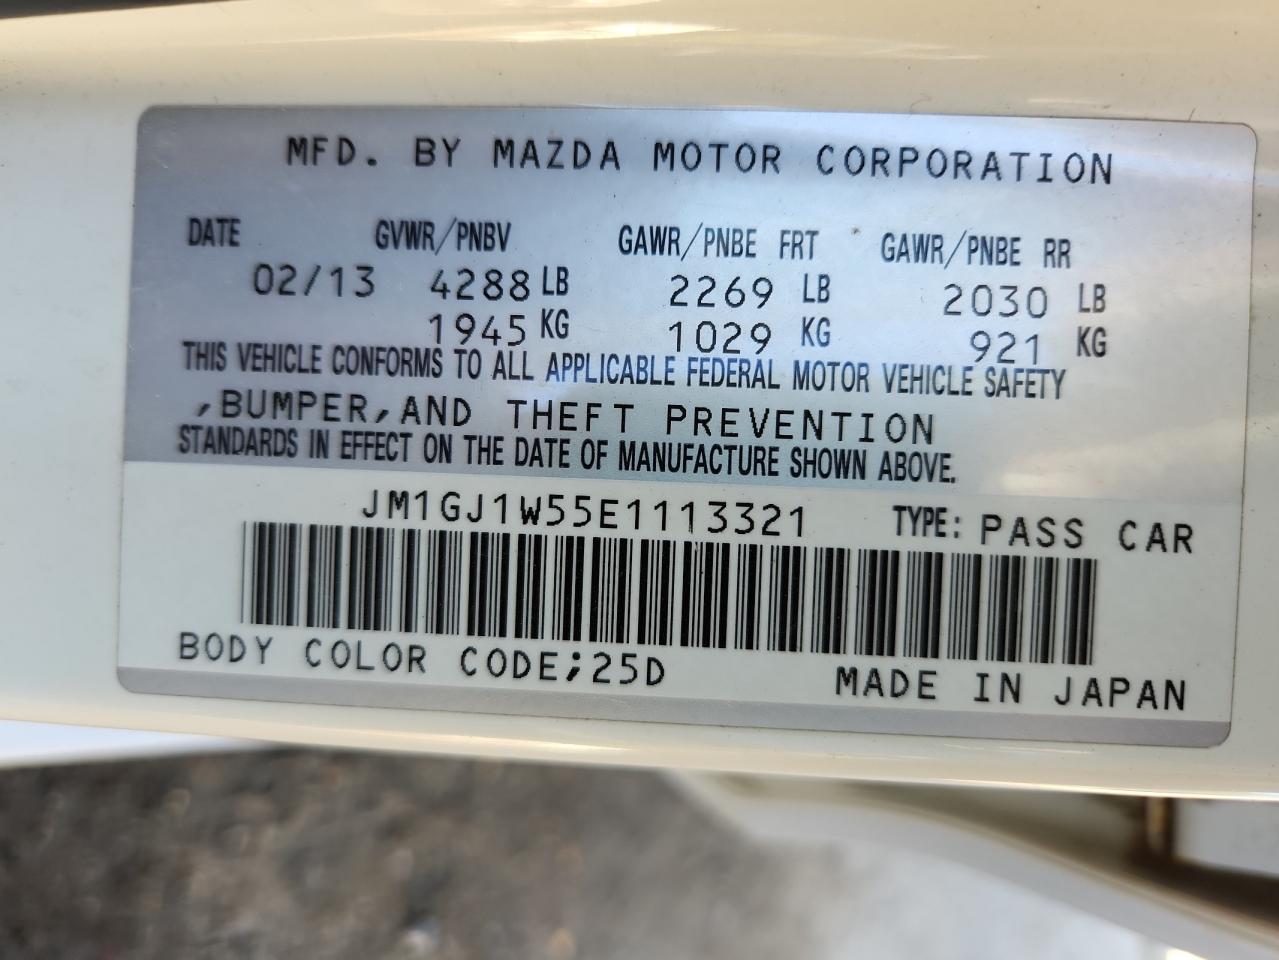 MFD. BY MAZDA MOTOR CORPORATION
DATE GVWR/PNBV GAWR/PNBE FRT GAWR/PNBE RR
02/13 4288 LB 2269 LB 2030 LB
1945 KG 1029 KG 921 KG
THIS VEHICLE CONFORMS TO ALL APPLICABLE FEDERAL MOTOR VEHICLE SAFETY
,BUMPER,AND THEFT PREVENTION
STANDARDS IN EFFECT ON THE DATE OF MANUFACTURE SHOWN ABOVE.
JM1GJ1W55E1113321 TYPE: PASS CAR
BODY COLOR CODE;25D MADE IN JAPAN